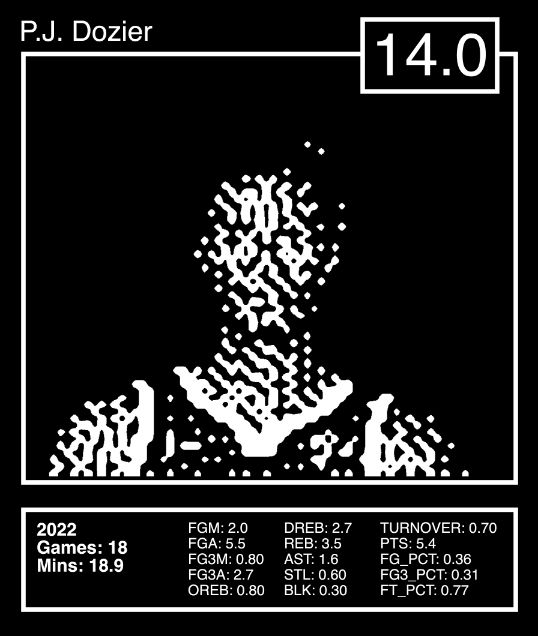 P.J. Dozier
14.0
2022
Games: 18
Mins: 18.9
FGM: 2.0
FGA: 5.5
FG3M: 0.80
FG3A: 2.7
OREB: 0.80
DREB: 2.7
REB: 3.5
AST: 1.6
STL: 0.60
BLK: 0.30
TURNOVER: 0.70
PTS: 5.4
FG_PCT: 0.36
FG3_PCT: 0.31
FT_PCT: 0.77